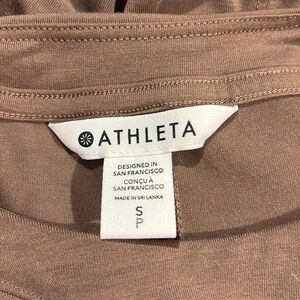 ATHLETA
DESIGNED IN
SAN FRANCISCO
CONÇU À
SAN FRANCISCO
MADE IN SRI LANKA
S
P